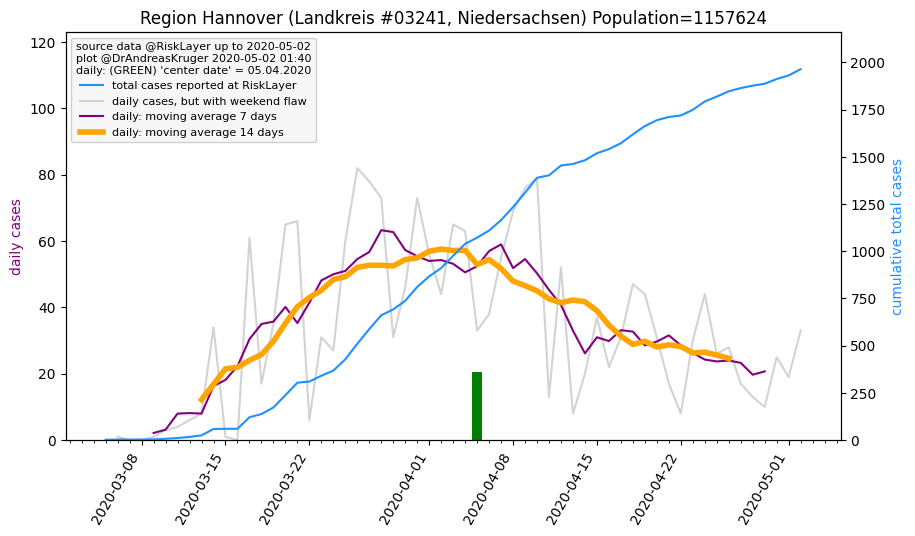 Region Hannover (Landkreis #03241, Niedersachsen) Population=1157624
source data @RiskLayer up to 2020-05-02
plot @DrAndreasKruger 2020-05-02 01:40
daily: (GREEN) 'center date' = 05.04.2020
total cases reported at RiskLayer
daily cases, but with weekend flaw
daily: moving average 7 days
daily: moving average 14 days
daily cases
120
100
80
60
40
20
0
cumulative total cases
2000
1750
1500
1250
1000
750
500
250
0
2020-03-08
2020-03-15
2020-03-22
2020-04-01
2020-04-08
2020-04-15
2020-04-22
2020-05-01